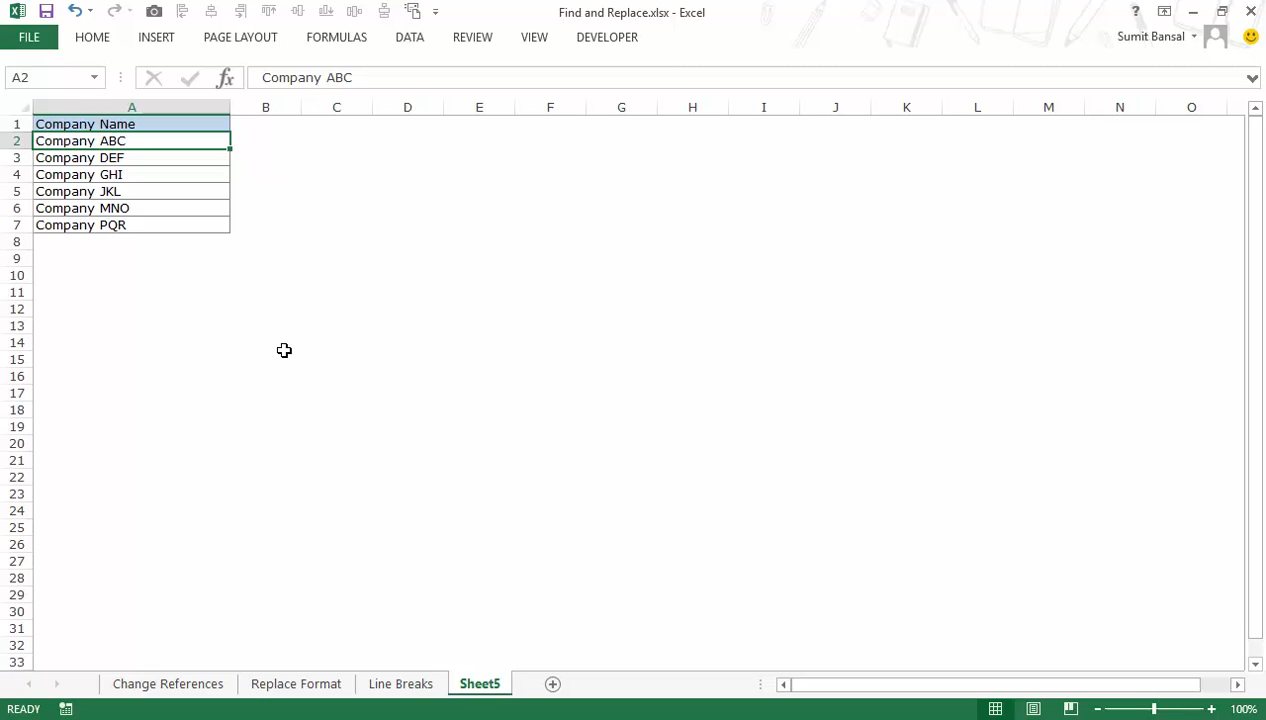 Find and Replace.xlsx - Excel
?
FILE HOME INSERT PAGE LAYOUT FORMULAS DATA REVIEW VIEW DEVELOPER Sumit Bansal
A2 fx Company ABC
A B C D E F G H I J K L M N O
1 Company Name
2 Company ABC
3 Company DEF
4 Company GHI
5 Company JKL
6 Company MNO
7 Company PQR
8
9
10
11
12
13
14
15
16
17
18
19
20
21
22
23
24
25
26
27
28
29
30
31
32
33
Change References Replace Format Line Breaks Sheet5
READY 100%